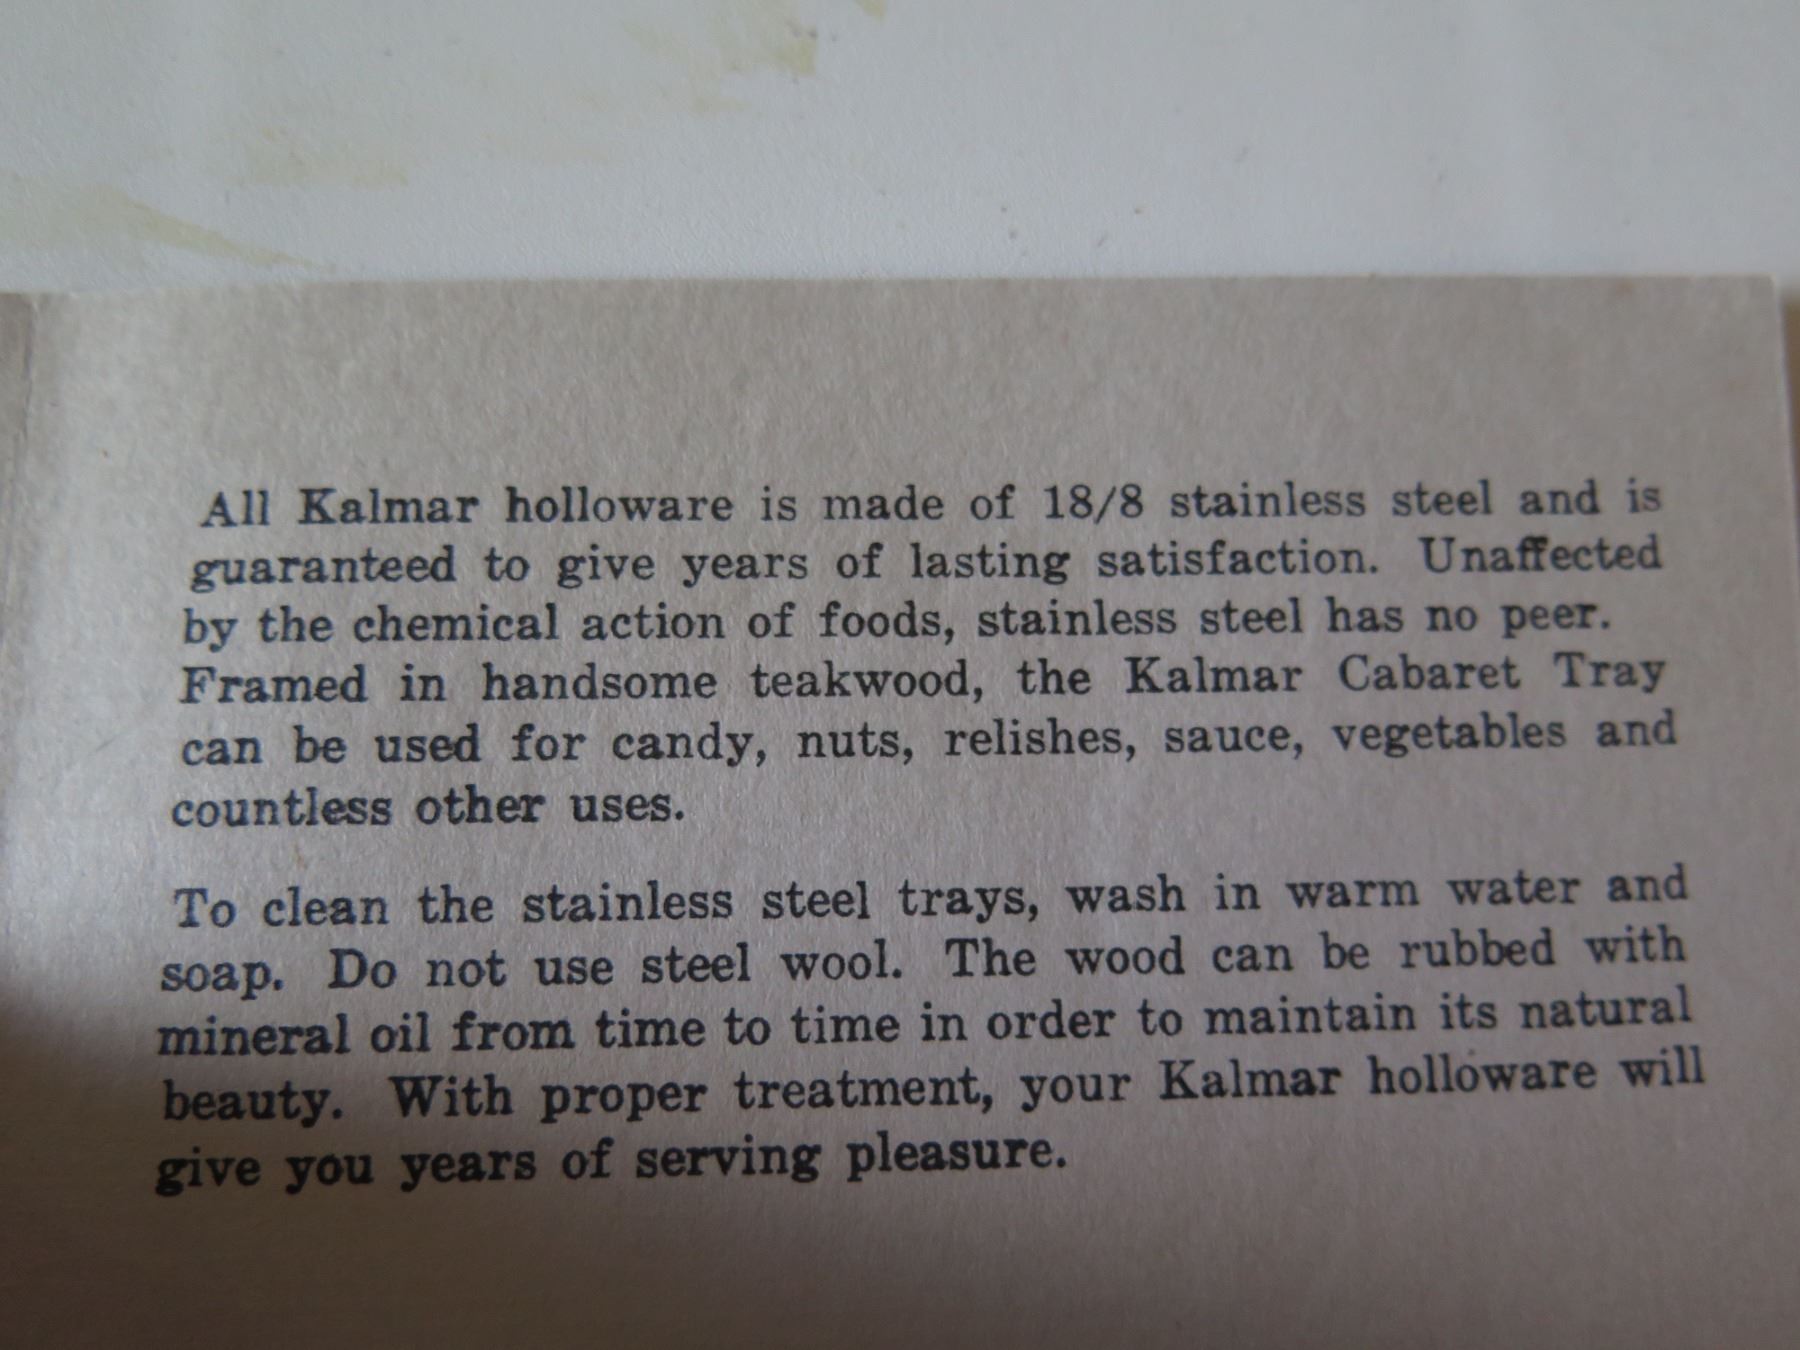 All Kalmar holloware is made of 18/8 stainless steel and is
guaranteed to give years of lasting satisfaction. Unaffected
by the chemical action of foods, stainless steel has no peer.
Framed in handsome teakwood, the Kalmar Cabaret Tray
can be used for candy, nuts, relishes, sauce, vegetables and
countless other uses.
To clean the stainless steel trays, wash in warm water and
soap. Do not use steel wool. The wood can be rubbed with
mineral oil from time to time in order to maintain its natural
beauty. With proper treatment, your Kalmar holloware will
give you years of serving pleasure.